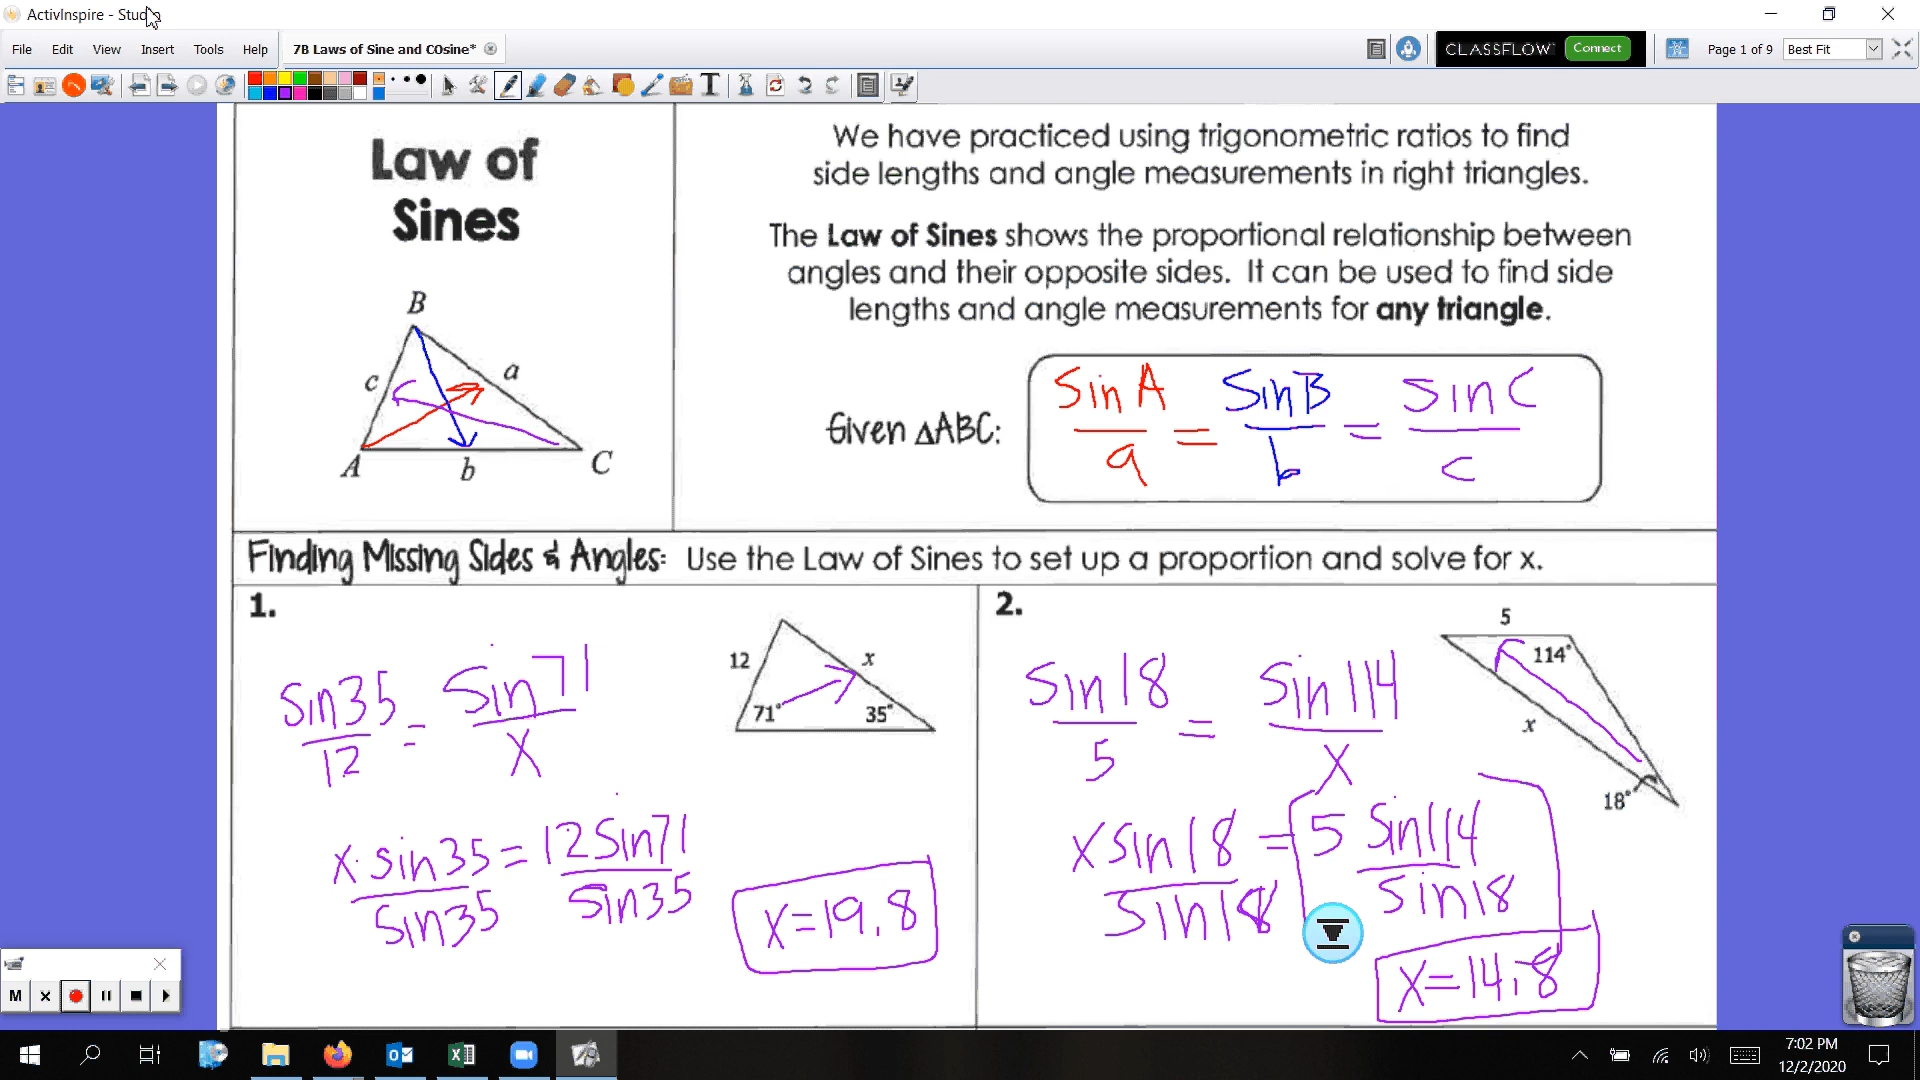 ActivInspire - Studio
File Edit View Insert Tools Help 7B Laws of Sine and COsine*
CLASSFLOW Connect Page 1 of 9 Best Fit
T
Law of
Sines
B
c
a
A
b
C
We have practiced using trigonometric ratios to find
side lengths and angle measurements in right triangles.
The Law of Sines shows the proportional relationship between
angles and their opposite sides. It can be used to find side
lengths and angle measurements for any triangle.
Given ΔABC:
Sin A = Sin B = Sin C
a b c
Finding Missing Sides & Angles: Use the Law of Sines to set up a proportion and solve for x.
1.
12
x
71°
35°
Sin35 = Sin71
12 x
x·sin35 = 12Sin71
Sin35 Sin35
x=19.8
2.
5
114°
x
18°
Sin18 = Sin114
5 x
xsin18 = 5 Sin114
Sin18 Sin18
x=14.8
M
7:02 PM
12/2/2020